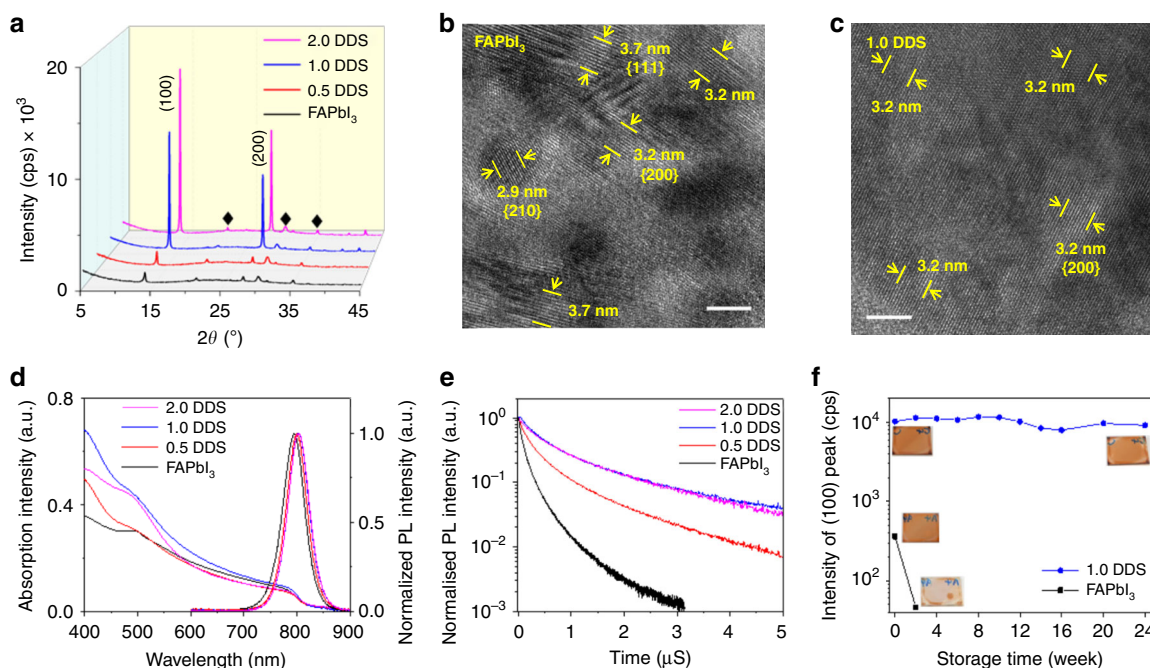 a
2.0 DDS
1.0 DDS
0.5 DDS
FAPbI3
20
10
0
Intensity (cps) × 10³
(100)
(200)
5
15
25
35
45
2θ (°)
b
FAPbI3
3.7 nm
{111}
3.2 nm
3.2 nm
{200}
2.9 nm
{210}
3.7 nm
c
1.0 DDS
3.2 nm
3.2 nm
3.2 nm
{200}
3.2 nm
d
2.0 DDS
1.0 DDS
0.5 DDS
FAPbI3
0.8
0.4
0.0
Absorption intensity (a.u.)
1.0
0.5
0.0
Normalized PL intensity (a.u.)
400 500 600 700 800 900
Wavelength (nm)
e
2.0 DDS
1.0 DDS
0.5 DDS
FAPbI3
10⁰
10⁻¹
10⁻²
10⁻³
Normalised PL intensity (a.u.)
0 1 2 3 4 5
Time (μS)
f
10⁴
10³
10²
Intensity of (100) peak (cps)
1.0 DDS
FAPbI3
0 4 8 12 16 20 24
Storage time (week)